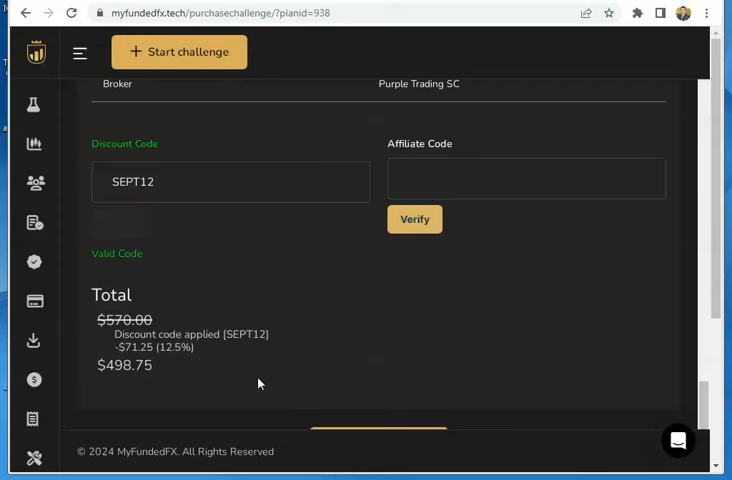 myfundedfx.tech/purchasechallenge/?planid=938
+ Start challenge
Broker
Purple Trading SC
Discount Code
Affiliate Code
SEPT12
Verify
Valid Code
Total
$570.00
Discount code applied [SEPT12]
-$71.25 (12.5%)
$498.75
© 2024 MyFundedFX. All Rights Reserved